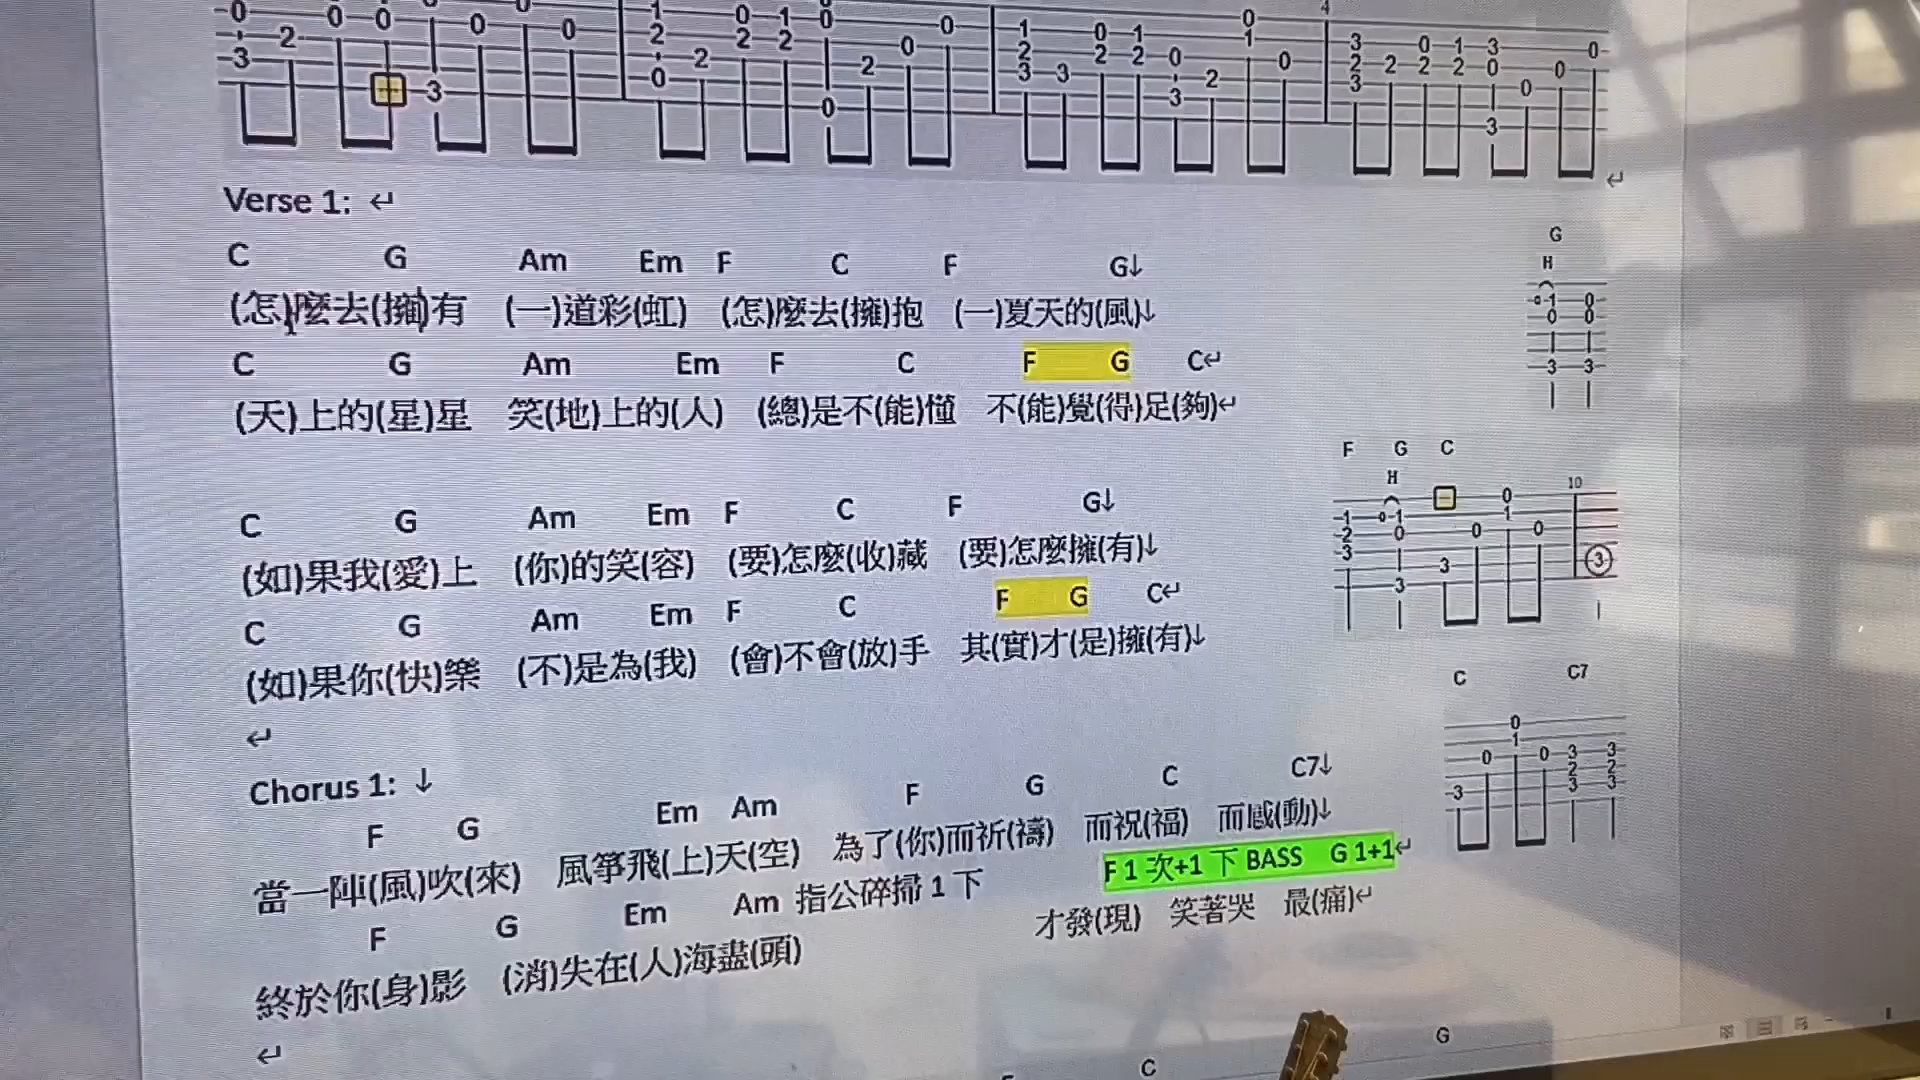 Verse 1: ↵
C G Am Em F C F G↓
(怎)麼去(擁)有 (一)道彩(虹) (怎)麼去(擁)抱 (一)夏天的(風)↓
C G Am Em F C F G C↵
(天)上的(星)星 笑(地)上的(人) (總)是不(能)懂 不(能)覺(得)足(夠)↵
C G Am Em F C F G↓
(如)果我(愛)上 (你)的笑(容) (要)怎麼(收)藏 (要)怎麼擁(有)↓
C G Am Em F C F G C↵
(如)果你(快)樂 (不)是為(我) (會)不會(放)手 其(實)才(是)擁(有)↓
↵
Chorus 1: ↓
F G Em Am F G C C7↓
當一陣(風)吹(來) 風箏飛(上)天(空) 為了(你)而祈(禱) 而祝(福) 而感(動)↓
F G Em Am 指公碎掃 1 下 F 1 次+1 下 BASS G 1+1↵
終於你(身)影 (消)失在(人)海盡(頭) 才發(現) 笑著哭 最(痛)↵
↵
G
H
F G C
H
10
C C7
C G